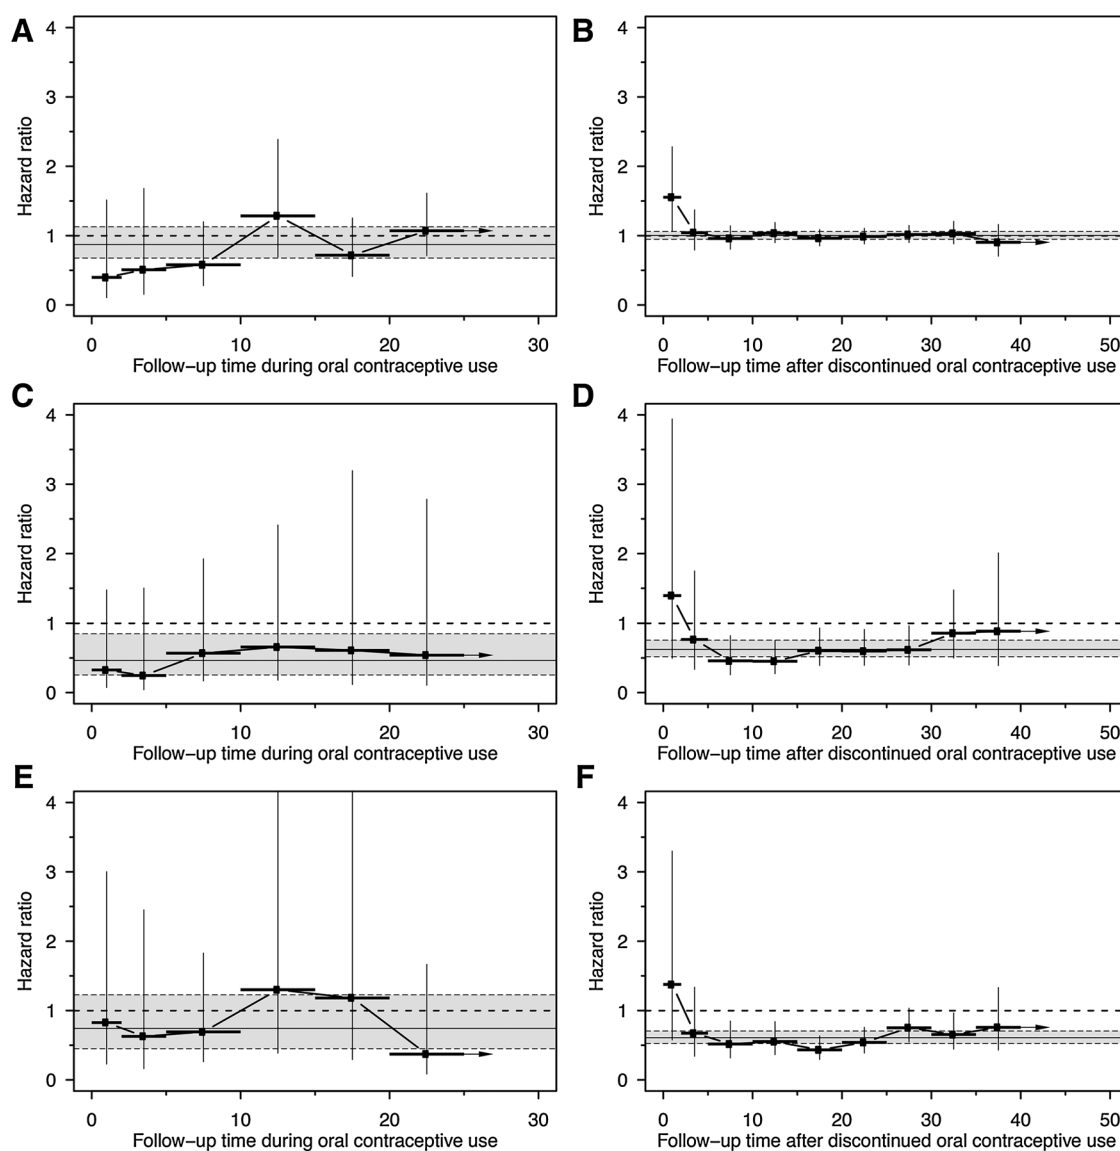 A
B
4
3
2
1
0
Hazard ratio
0 10 20 30
Follow–up time during oral contraceptive use
4
3
2
1
0
Hazard ratio
0 10 20 30 40 50
Follow–up time after discontinued oral contraceptive use
C
D
4
3
2
1
0
Hazard ratio
0 10 20 30
Follow–up time during oral contraceptive use
4
3
2
1
0
Hazard ratio
0 10 20 30 40 50
Follow–up time after discontinued oral contraceptive use
E
F
4
3
2
1
0
Hazard ratio
0 10 20 30
Follow–up time during oral contraceptive use
4
3
2
1
0
Hazard ratio
0 10 20 30 40 50
Follow–up time after discontinued oral contraceptive use